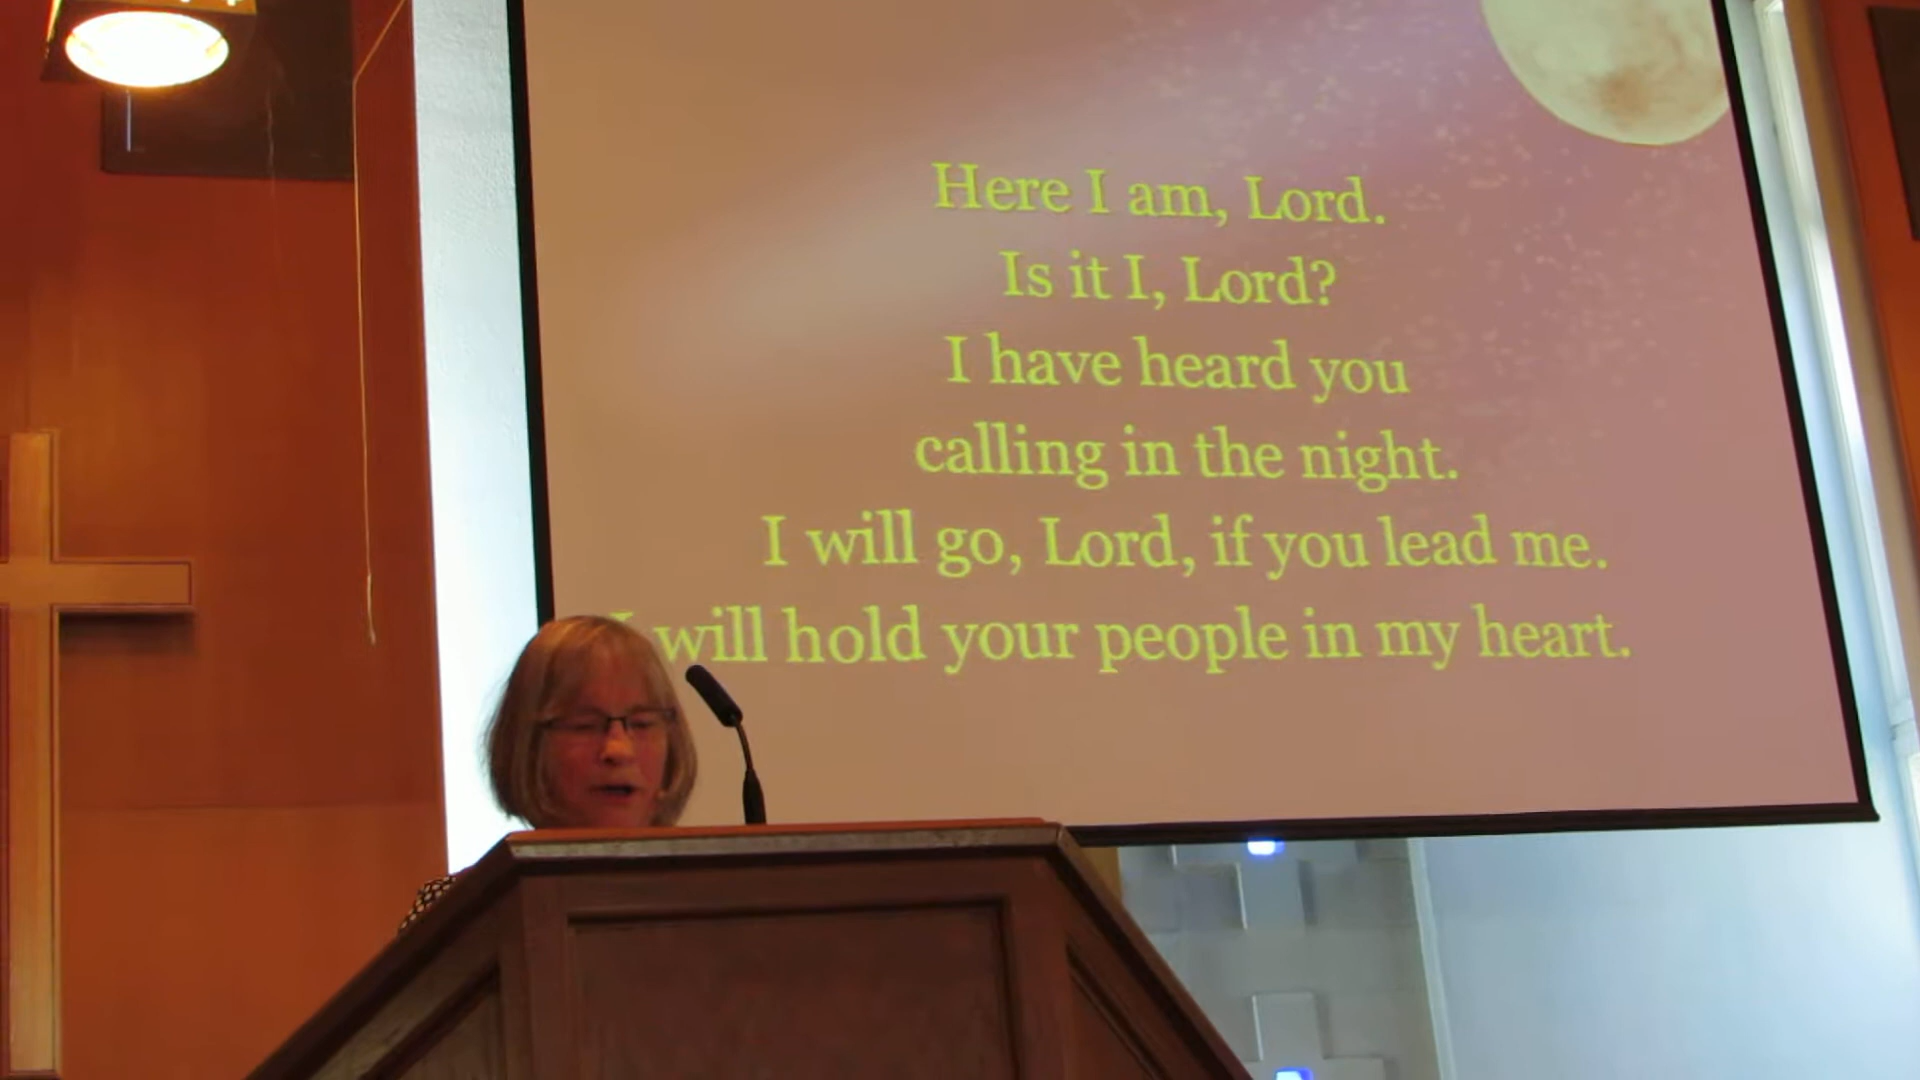 Here I am, Lord.
Is it I, Lord?
I have heard you
calling in the night.
I will go, Lord, if you lead me.
I will hold your people in my heart.